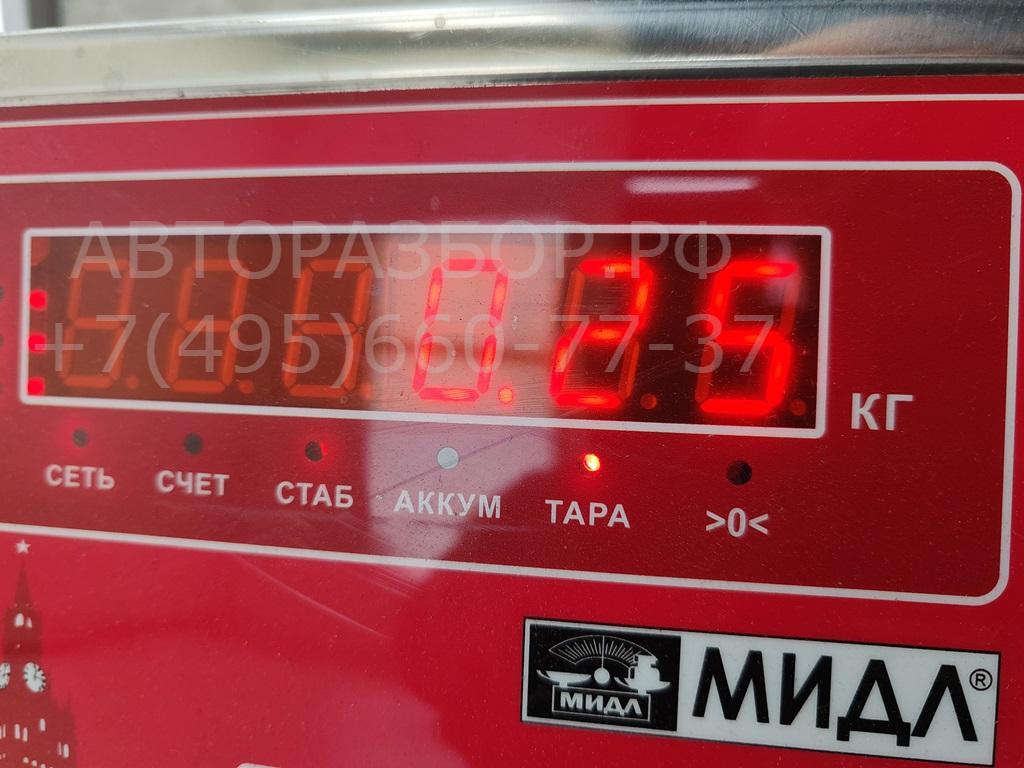 АВТОРАЗБОР.РФ
+7(495)660-77-37
0.25
КГ
СЕТЬ СЧЕТ СТАБ АККУМ ТАРА >0<
МИДЛ МИДЛ®